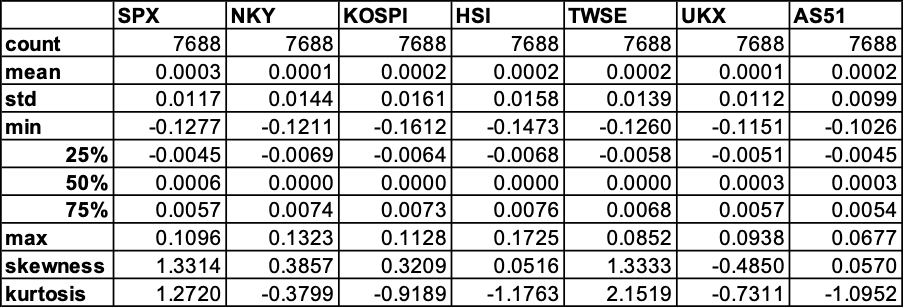 SPX NKY KOSPI HSI TWSE UKX AS51
count 7688 7688 7688 7688 7688 7688 7688
mean 0.0003 0.0001 0.0002 0.0002 0.0002 0.0001 0.0002
std 0.0117 0.0144 0.0161 0.0158 0.0139 0.0112 0.0099
min -0.1277 -0.1211 -0.1612 -0.1473 -0.1260 -0.1151 -0.1026
25% -0.0045 -0.0069 -0.0064 -0.0068 -0.0058 -0.0051 -0.0045
50% 0.0006 0.0000 0.0000 0.0000 0.0000 0.0003 0.0003
75% 0.0057 0.0074 0.0073 0.0076 0.0068 0.0057 0.0054
max 0.1096 0.1323 0.1128 0.1725 0.0852 0.0938 0.0677
skewness 1.3314 0.3857 0.3209 0.0516 1.3333 -0.4850 0.0570
kurtosis 1.2720 -0.3799 -0.9189 -1.1763 2.1519 -0.7311 -1.0952